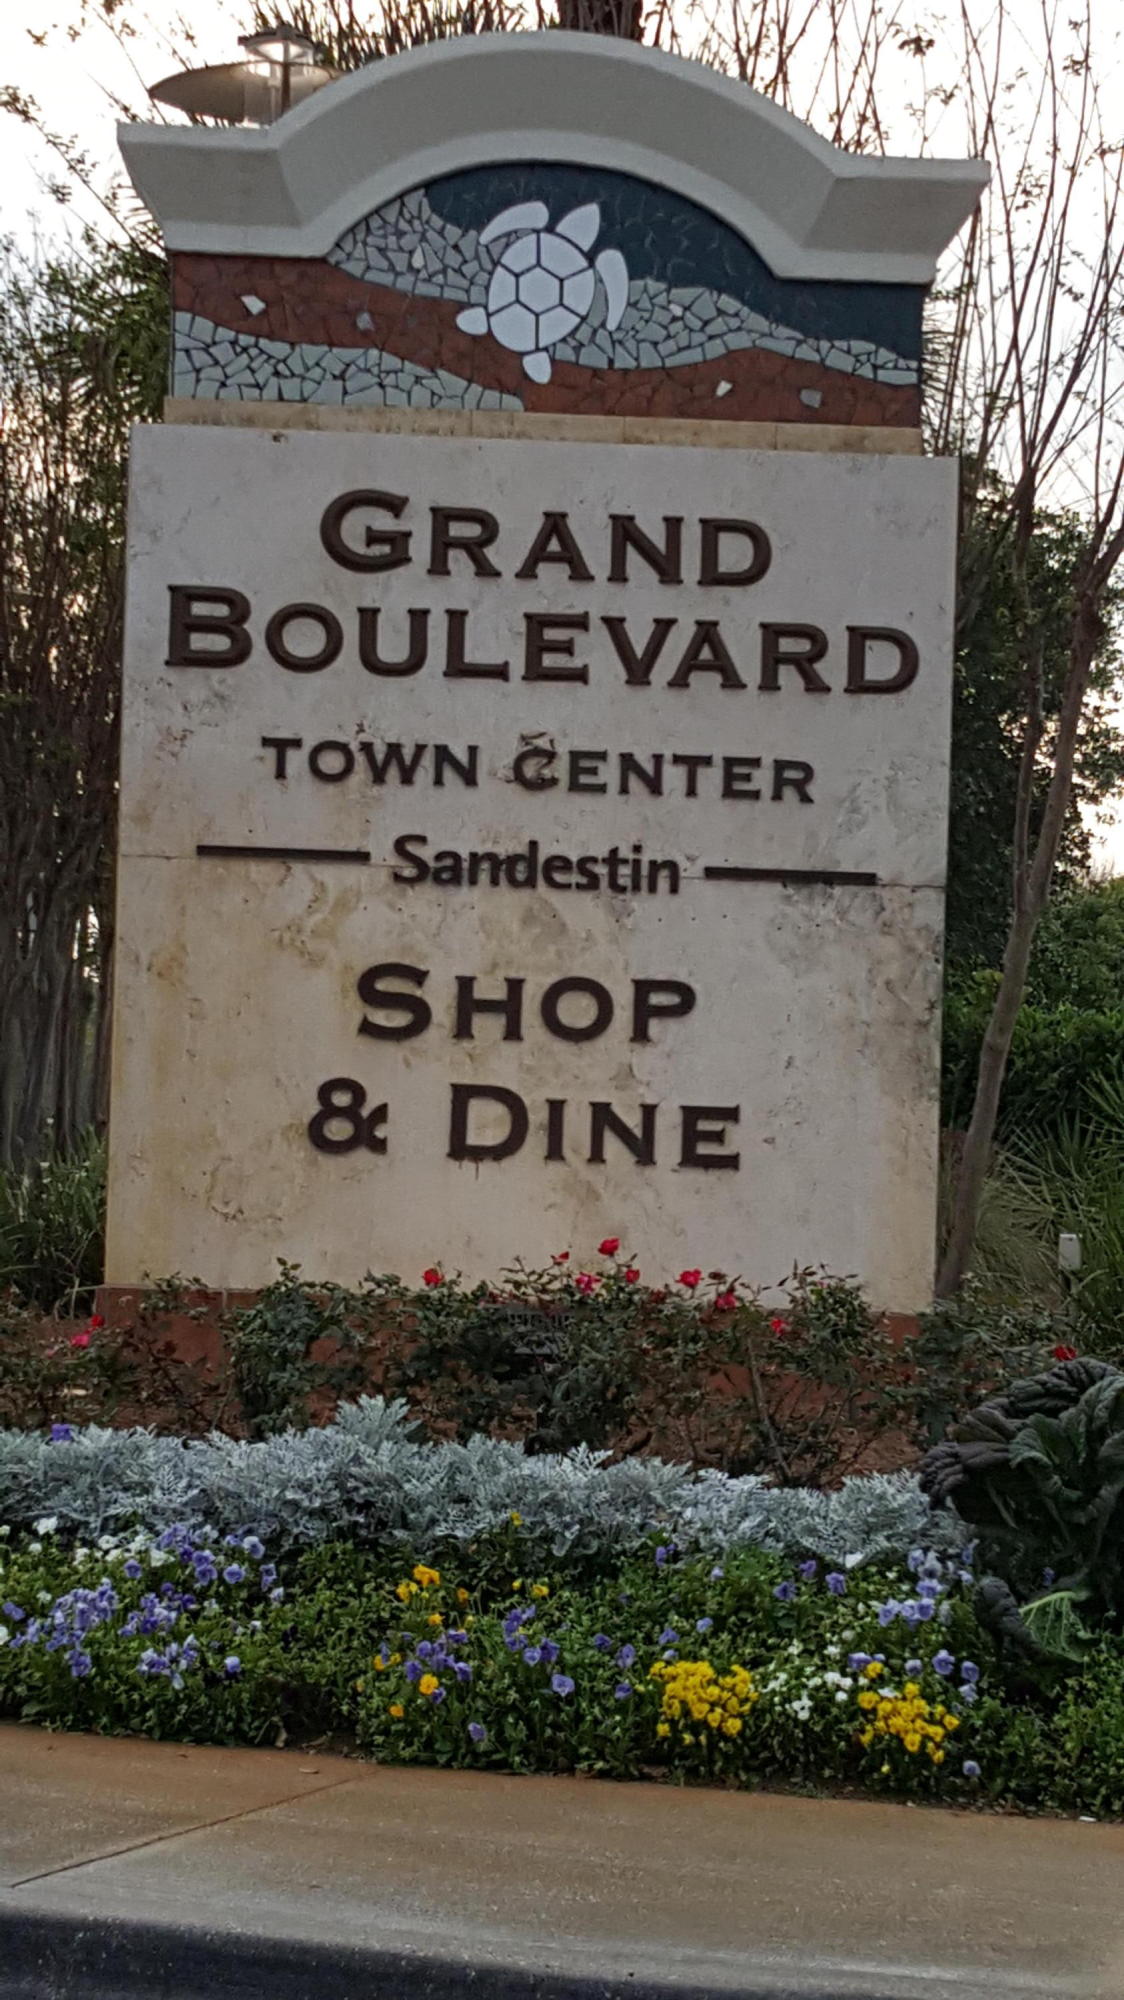 GRAND
BOULEVARD
TOWN CENTER
Sandestin
SHOP
& DINE